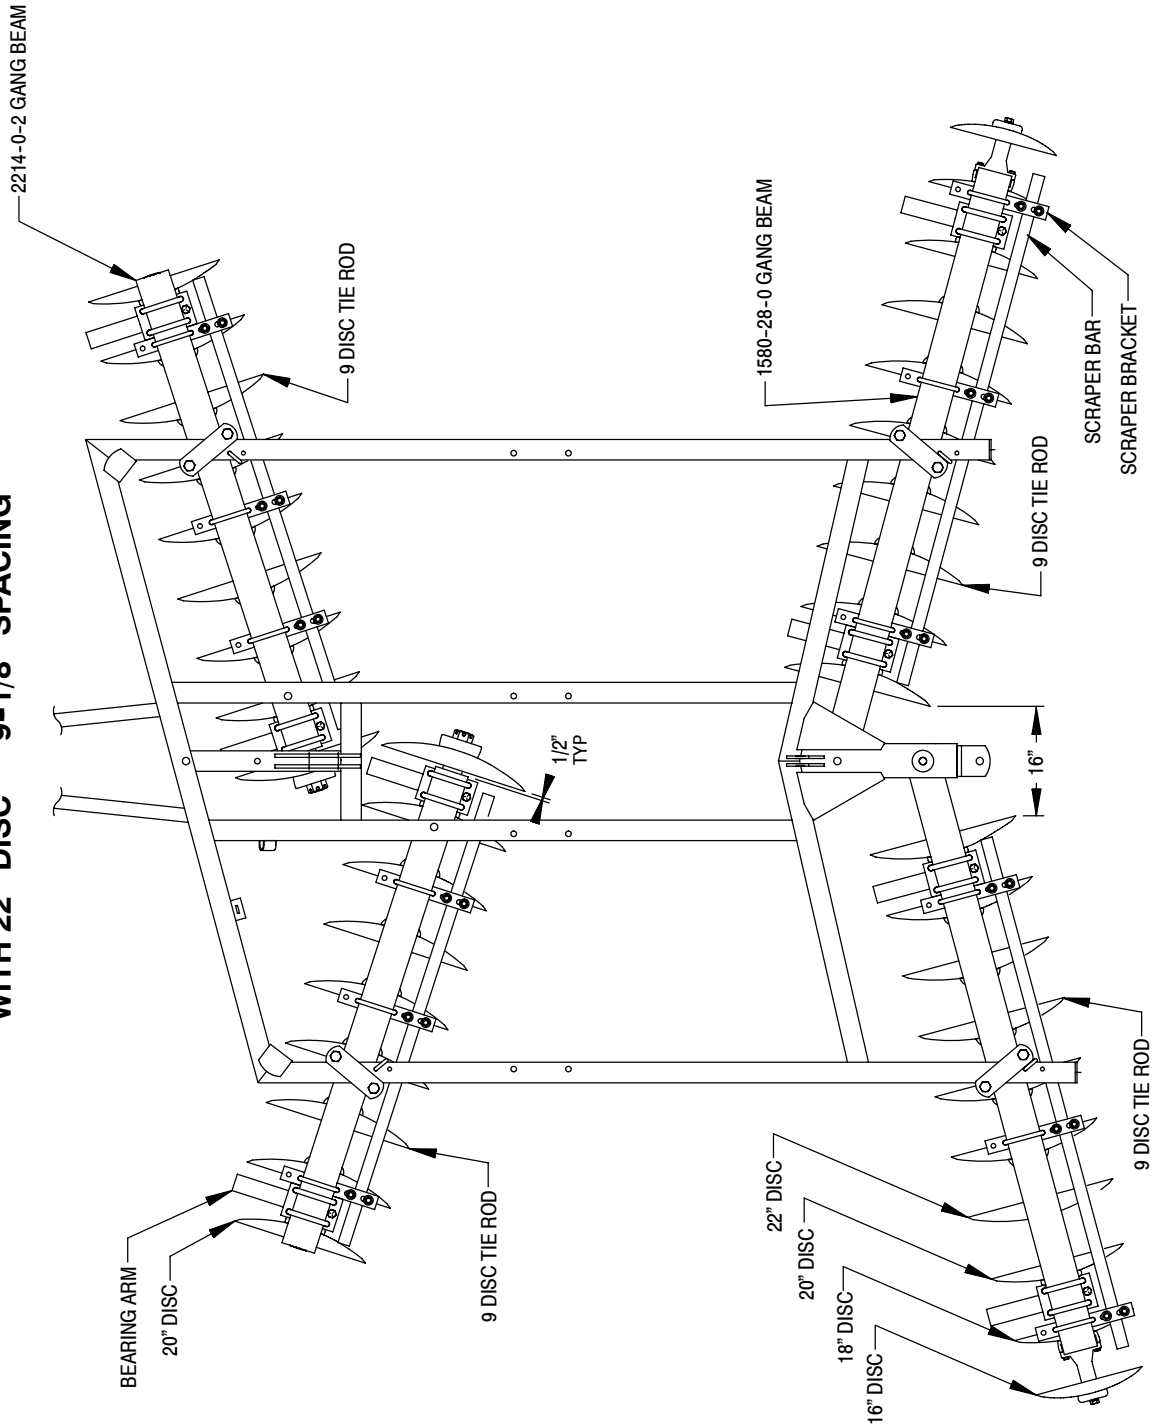 WITH 22 DISC 9-1/8 SPACING
2214-0-2 GANG BEAM
BEARING ARM
20" DISC
9 DISC TIE ROD
9 DISC TIE ROD
1/2"
TYP
1580-28-0 GANG BEAM
22" DISC
20" DISC
18" DISC
16" DISC
16"
9 DISC TIE ROD
SCRAPER BAR
SCRAPER BRACKET
9 DISC TIE ROD